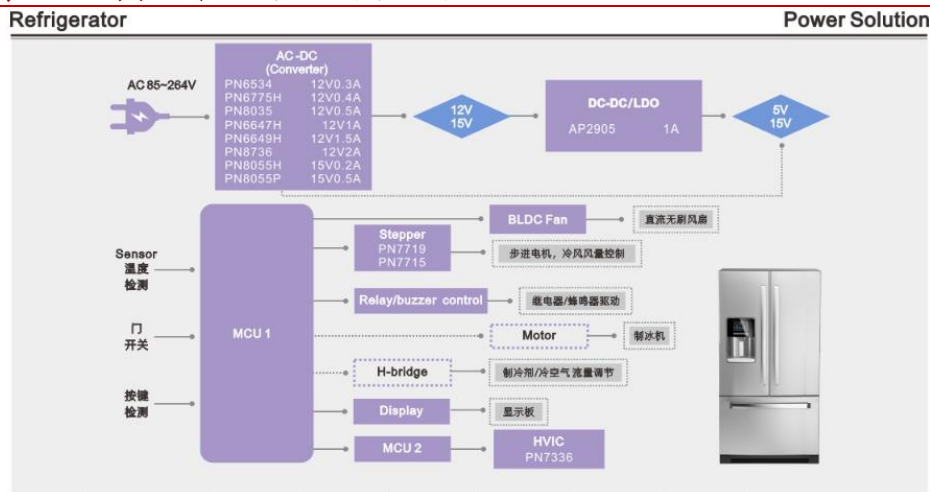 Refrigerator
Power Solution
AC 85~264V
AC-DC
(Converter)
PN6534 12V0.3A
PN6775H 12V0.4A
PN8035 12V0.5A
PN6647H 12V1A
PN6649H 12V1.5A
PN8736 12V2A
PN8055H 15V0.2A
PN8055P 15V0.5A
12V
15V
DC-DC/LDO
AP2905 1A
5V
15V
Sensor
温度
检测
门
开关
按键
检测
MCU 1
BLDC Fan
直流无刷风扇
Stepper
PN7719
PN7715
步进电机，冷风风量控制
Relay/buzzer control
继电器/蜂鸣器驱动
Motor
制冰机
H-bridge
制冷剂/冷空气流量调节
Display
显示板
MCU 2
HVIC
PN7336